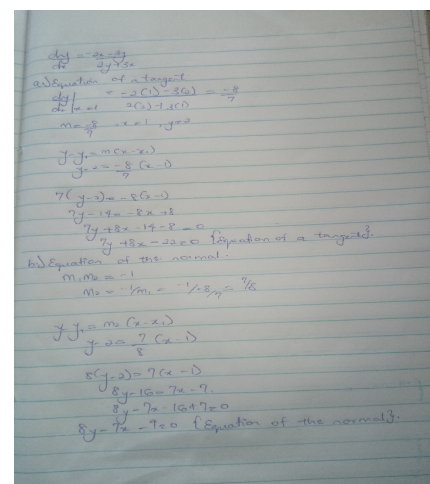 dy/dx = -2x-3y / 2y+3x
a.) Equation of a tangent
dy/dx | x=1 = -2(1)-3(2) / 2(2)+3(1) = -8/7
m = -8/7 , x=1 , y=2
y-y₁ = m(x-x₁)
y-2 = -8/7 (x-1)
7(y-2) = -8(x-1)
7y-14 = -8x+8
7y+8x-14-8=0
7y+8x-22=0 {Equation of a tangent}.
b.) Equation of the normal.
m₁m₂ = -1
m₂ = -1/m₁ = -1/-8/7 = 7/8
y-y₁ = m₂(x-x₁)
y-2 = 7/8 (x-1)
8(y-2) = 7(x-1)
8y-16 = 7x-7.
8y-7x-16+7=0
8y-7x-9=0 {Equation of the normal}.